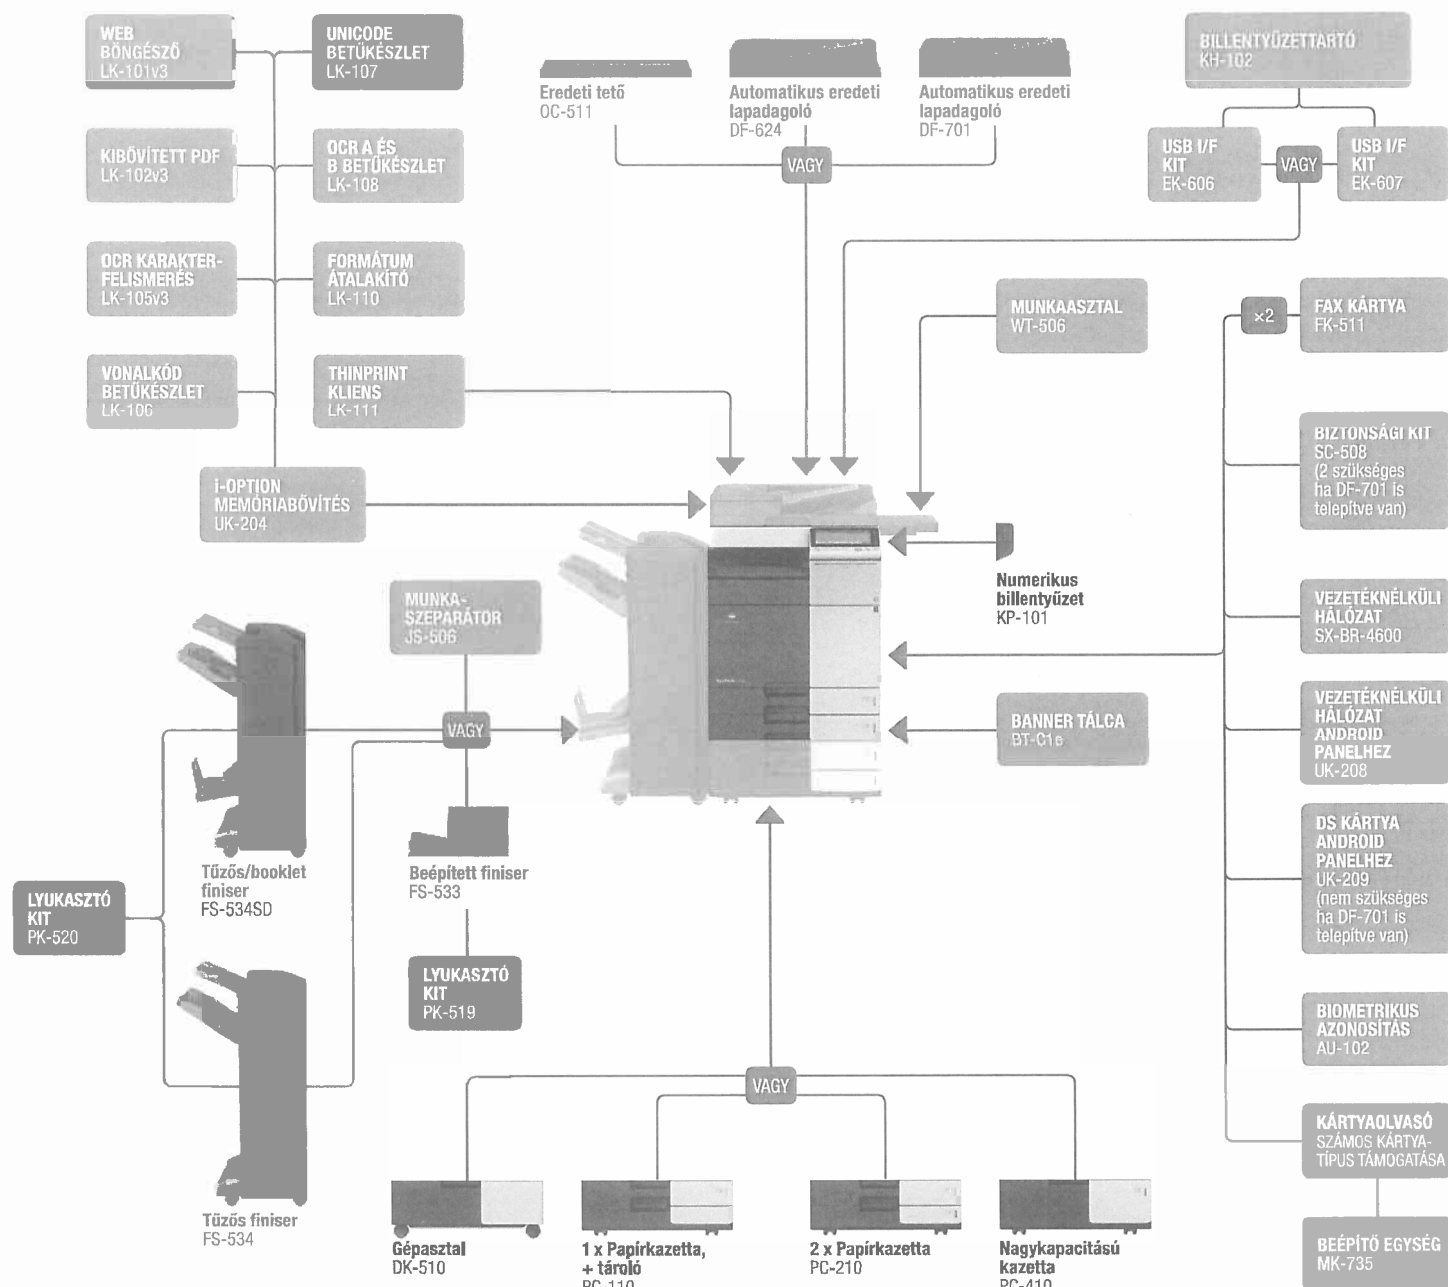 WEB
BÖNGÉSZŐ
LK-101v3
UNICODE
BETŰKÉSZLET
LK-107
KIBŐVÍTETT PDF
LK-102v3
OCR A ÉS
B BETŰKÉSZLET
LK-108
OCR KARAKTER-
FELISMERÉS
LK-105v3
FORMÁTUM
ÁTALAKÍTÓ
LK-110
VONALKÓD
BETŰKÉSZLET
LK-106
THINPRINT
KLIENS
LK-111
i-OPTION
MEMÓRIABŐVÍTÉS
UK-204
Eredeti tető
OC-511
Automatikus eredeti
lapadagoló
DF-624
Automatikus eredeti
lapadagoló
DF-701
VAGY
BILLENTYŰZETTARTÓ
KH-102
USB I/F
KIT
EK-606
VAGY
USB I/F
KIT
EK-607
MUNKAASZTAL
WT-506
×2
FAX KÁRTYA
FK-511
BIZTONSÁGI KIT
SC-508
(2 szükséges
ha DF-701 is
telepítve van)
Numerikus
billentyűzet
KP-101
VEZETÉKNÉLKÜLI
HÁLÓZAT
SX-BR-4600
VEZETÉKNÉLKÜLI
HÁLÓZAT
ANDROID
PANELHEZ
UK-208
BANNER TÁLCA
BT-C1e
DS KÁRTYA
ANDROID
PANELHEZ
UK-209
(nem szükséges
ha DF-701 is
telepítve van)
BIOMETRIKUS
AZONOSÍTÁS
AU-102
KÁRTYAOLVASÓ
SZÁMOS KÁRTYA-
TÍPUS TÁMOGATÁSA
BEÉPÍTŐ EGYSÉG
MK-735
MUNKA-
SZEPARÁTOR
JS-506
VAGY
Tűzős/booklet
finiser
FS-534SD
Beépített finiser
FS-533
LYUKASZTÓ
KIT
PK-520
LYUKASZTÓ
KIT
PK-519
Tűzős finiser
FS-534
VAGY
Gépasztal
DK-510
1 x Papírkazetta,
+ tároló
PC-110
2 x Papírkazetta
PC-210
Nagykapacitású
kazetta
PC-410